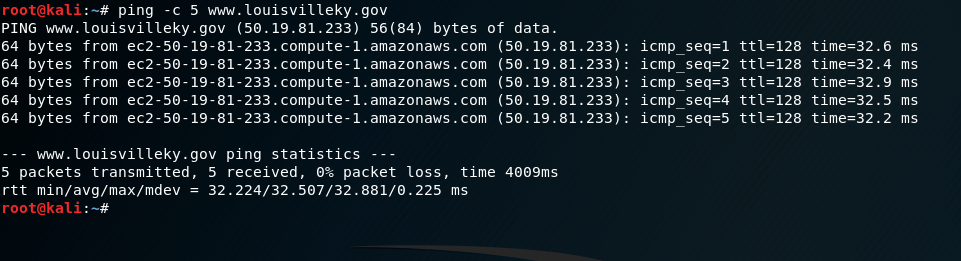 root@kali:~# ping -c 5 www.louisvilleky.gov
PING www.louisvilleky.gov (50.19.81.233) 56(84) bytes of data.
64 bytes from ec2-50-19-81-233.compute-1.amazonaws.com (50.19.81.233): icmp_seq=1 ttl=128 time=32.6 ms
64 bytes from ec2-50-19-81-233.compute-1.amazonaws.com (50.19.81.233): icmp_seq=2 ttl=128 time=32.4 ms
64 bytes from ec2-50-19-81-233.compute-1.amazonaws.com (50.19.81.233): icmp_seq=3 ttl=128 time=32.9 ms
64 bytes from ec2-50-19-81-233.compute-1.amazonaws.com (50.19.81.233): icmp_seq=4 ttl=128 time=32.5 ms
64 bytes from ec2-50-19-81-233.compute-1.amazonaws.com (50.19.81.233): icmp_seq=5 ttl=128 time=32.2 ms
--- www.louisvilleky.gov ping statistics ---
5 packets transmitted, 5 received, 0% packet loss, time 4009ms
rtt min/avg/max/mdev = 32.224/32.507/32.881/0.225 ms
root@kali:~#